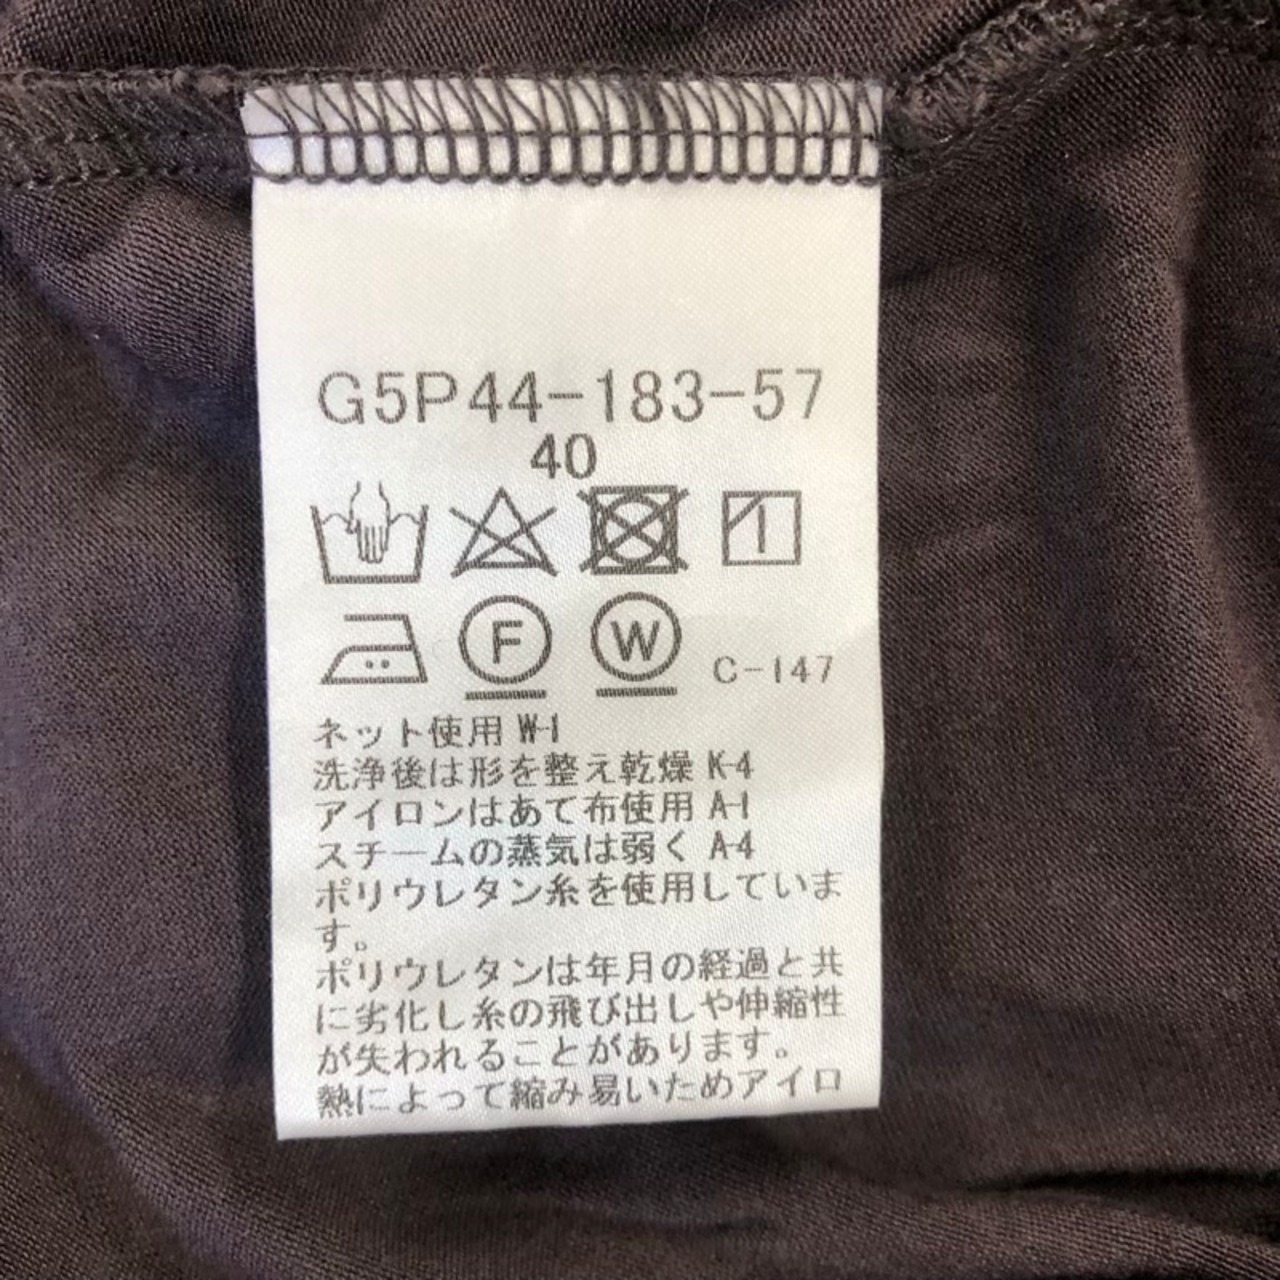 G5P44-183-57
40
F W C-147
ネット使用 W-1
洗浄後は形を整え乾燥 K-4
アイロンはあて布使用 A-1
スチームの蒸気は弱く A-4
ポリウレタン糸を使用していま
す。
ポリウレタンは年月の経過と共
に劣化し糸の飛び出しや伸縮性
が失われることがあります。
熱によって縮み易いためアイロ